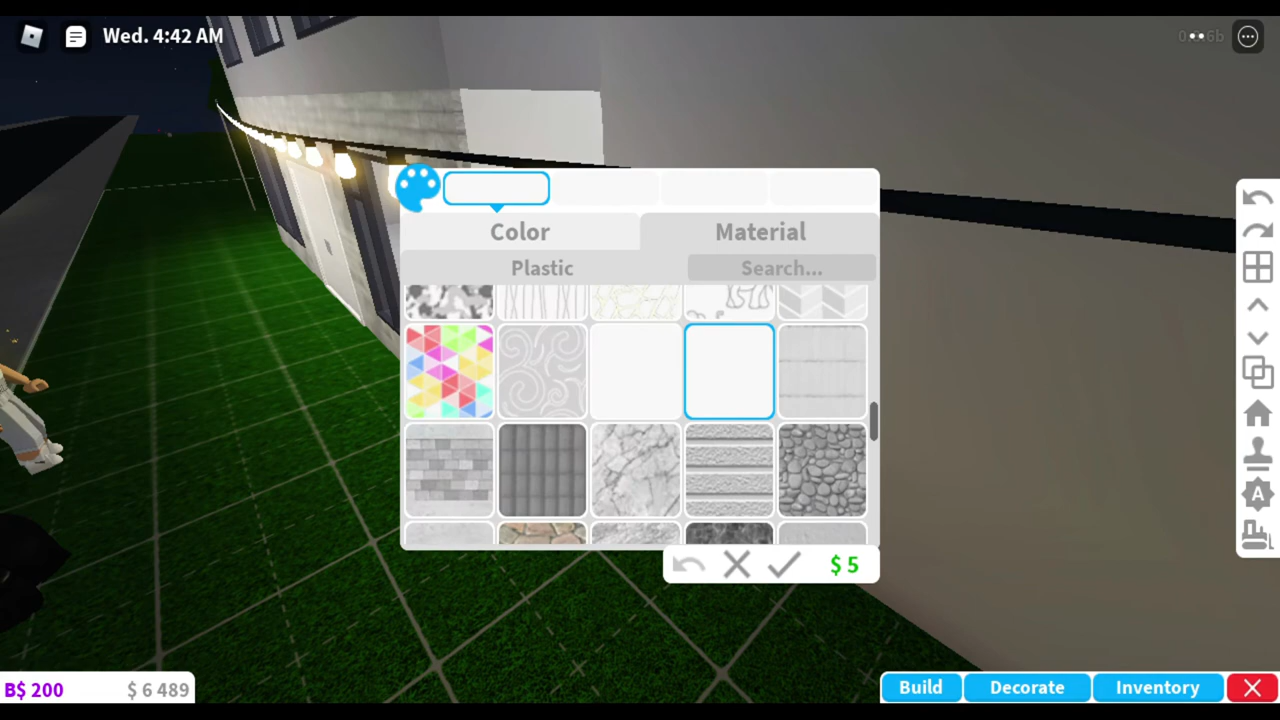 Wed. 4:42 AM
Color
Material
Plastic
Search...
A
$ 5
B$ 200
$ 6 489
Build
Decorate
Inventory